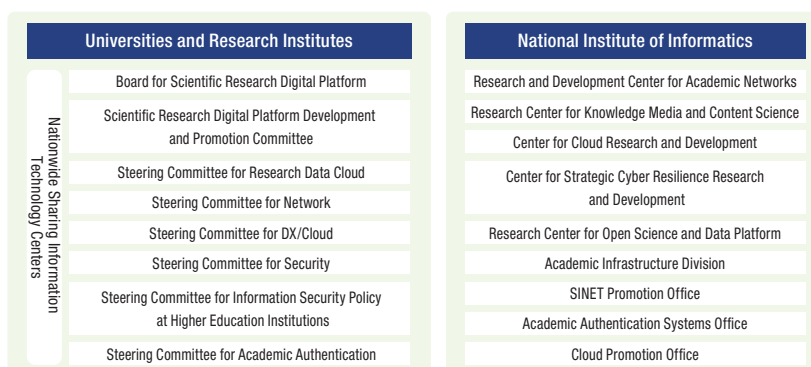 Universities and Research Institutes
Nationwide Sharing Information
Technology Centers
Board for Scientific Research Digital Platform
Scientific Research Digital Platform Development
and Promotion Committee
Steering Committee for Research Data Cloud
Steering Committee for Network
Steering Committee for DX/Cloud
Steering Committee for Security
Steering Committee for Information Security Policy
at Higher Education Institutions
Steering Committee for Academic Authentication
National Institute of Informatics
Research and Development Center for Academic Networks
Research Center for Knowledge Media and Content Science
Center for Cloud Research and Development
Center for Strategic Cyber Resilience Research
and Development
Research Center for Open Science and Data Platform
Academic Infrastructure Division
SINET Promotion Office
Academic Authentication Systems Office
Cloud Promotion Office